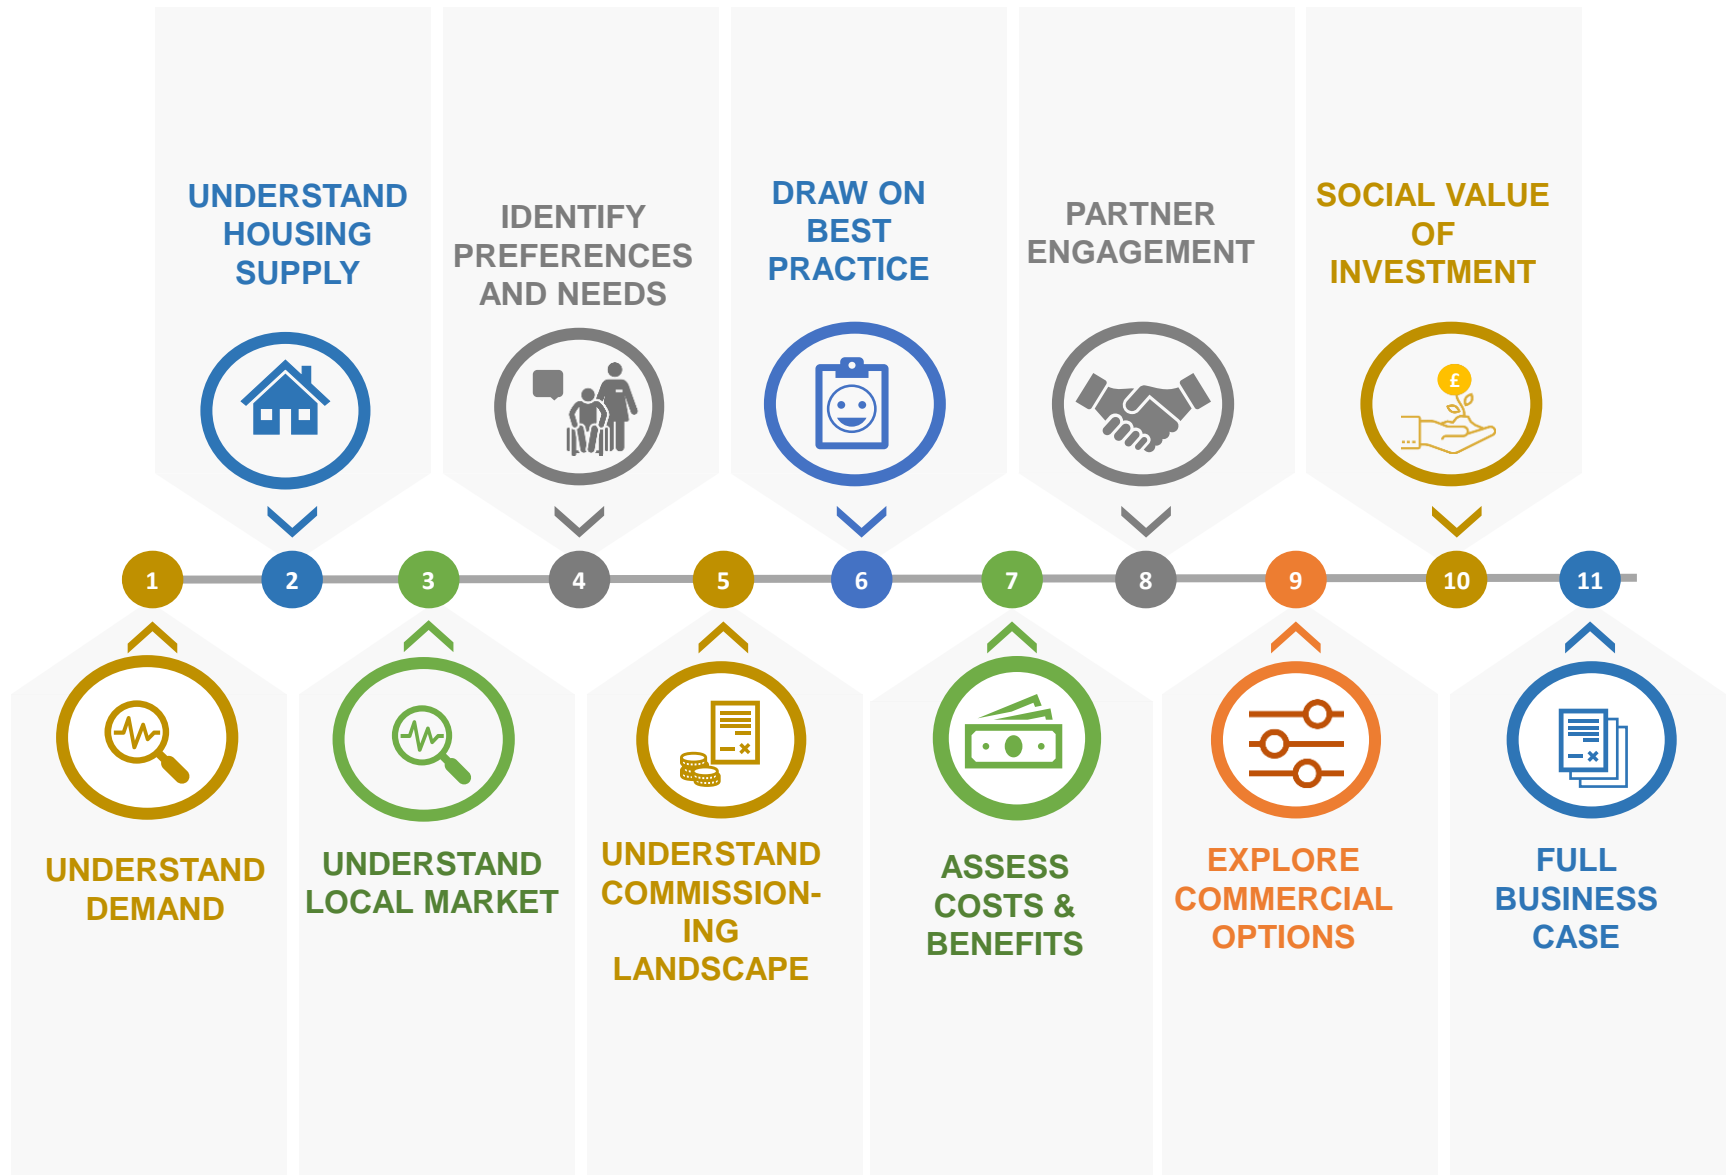 UNDERSTAND
HOUSING
SUPPLY
IDENTIFY
PREFERENCES
AND NEEDS
DRAW ON
BEST
PRACTICE
PARTNER
ENGAGEMENT
SOCIAL VALUE
OF
INVESTMENT
£
1
2
3
4
5
6
7
8
9
10
11
UNDERSTAND
DEMAND
UNDERSTAND
LOCAL MARKET
UNDERSTAND
COMMISSION-
ING
LANDSCAPE
ASSESS
COSTS &
BENEFITS
EXPLORE
COMMERCIAL
OPTIONS
FULL
BUSINESS
CASE